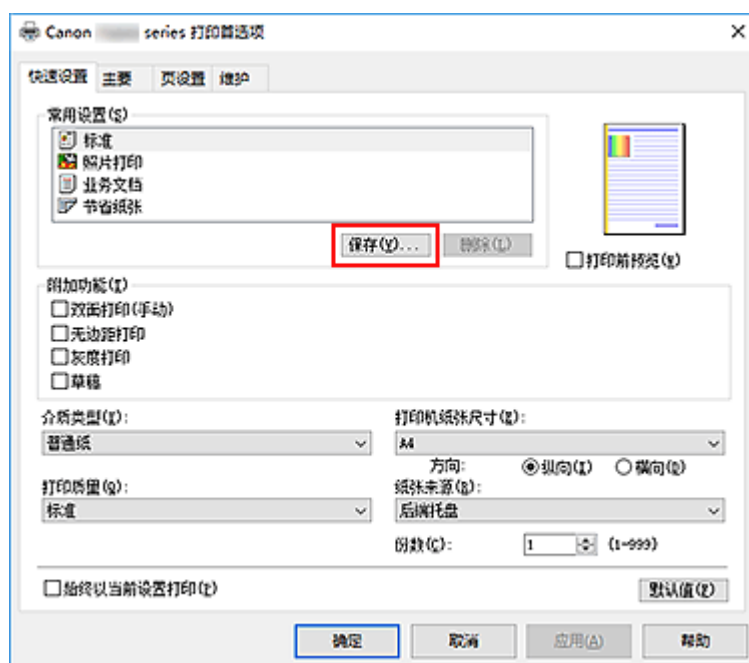 Canon series 打印首选项
快速设置 主要 页设置 维护
常用设置(S)
标准
照片打印
业务文档
节省纸张
保存(V)... 删除(L)
打印前预览(N)
附加功能(I)
双面打印(手动)
无边距打印
灰度打印
草稿
介质类型(I): 打印机纸张尺寸(Z):
普通纸 A4
方向: 纵向(I) 横向(D)
打印质量(Q): 纸张来源(B):
标准 后端托盘
份数(C): 1 (1-999)
始终以当前设置打印(P)
默认值(F)
确定 取消 应用(A) 帮助